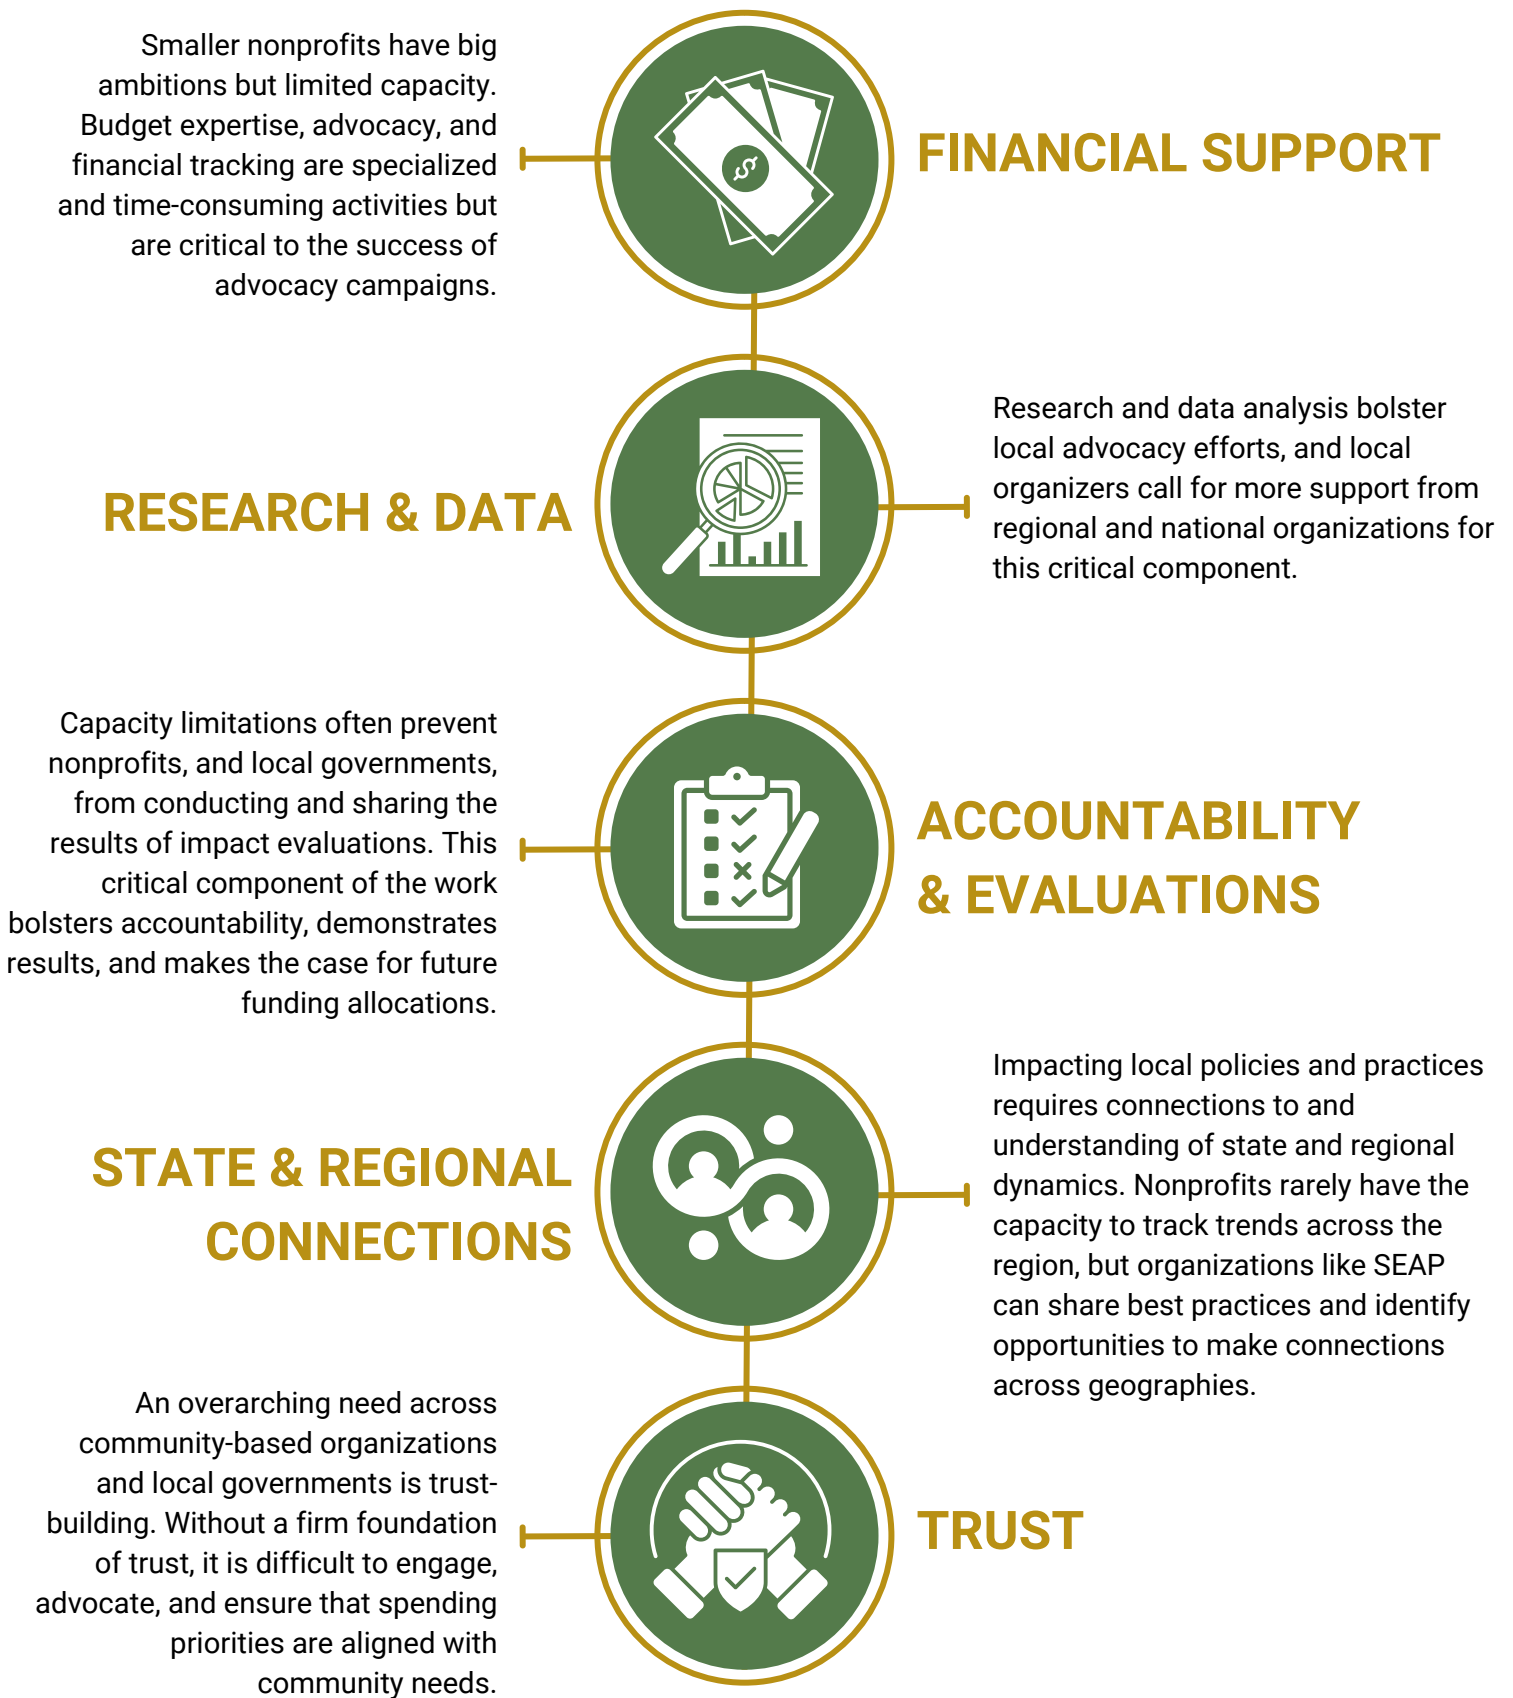 Smaller nonprofits have big
ambitions but limited capacity.
Budget expertise, advocacy, and
financial tracking are specialized
and time-consuming activities but
are critical to the success of
advocacy campaigns.
FINANCIAL SUPPORT
RESEARCH & DATA
Research and data analysis bolster
local advocacy efforts, and local
organizers call for more support from
regional and national organizations for
this critical component.
Capacity limitations often prevent
nonprofits, and local governments,
from conducting and sharing the
results of impact evaluations. This
critical component of the work
bolsters accountability, demonstrates
results, and makes the case for future
funding allocations.
ACCOUNTABILITY
& EVALUATIONS
STATE & REGIONAL
CONNECTIONS
Impacting local policies and practices
requires connections to and
understanding of state and regional
dynamics. Nonprofits rarely have the
capacity to track trends across the
region, but organizations like SEAP
can share best practices and identify
opportunities to make connections
across geographies.
An overarching need across
community-based organizations
and local governments is trust-
building. Without a firm foundation
of trust, it is difficult to engage,
advocate, and ensure that spending
priorities are aligned with
community needs.
TRUST